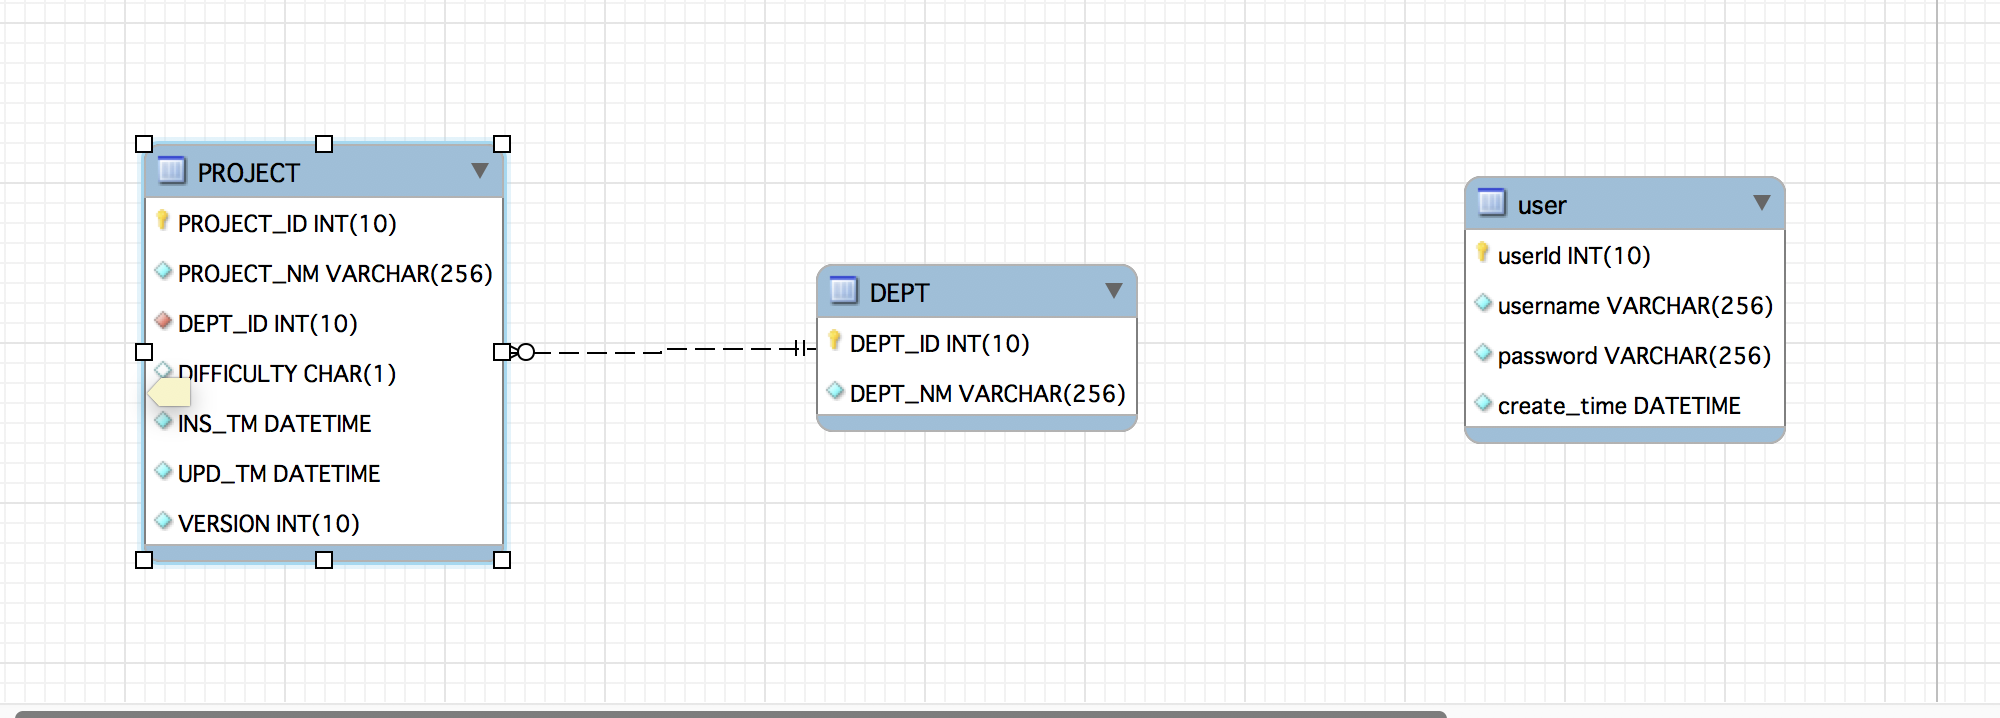 PROJECT
PROJECT_ID INT(10)
PROJECT_NM VARCHAR(256)
DEPT_ID INT(10)
DIFFICULTY CHAR(1)
INS_TM DATETIME
UPD_TM DATETIME
VERSION INT(10)
DEPT
DEPT_ID INT(10)
DEPT_NM VARCHAR(256)
user
userId INT(10)
username VARCHAR(256)
password VARCHAR(256)
create_time DATETIME